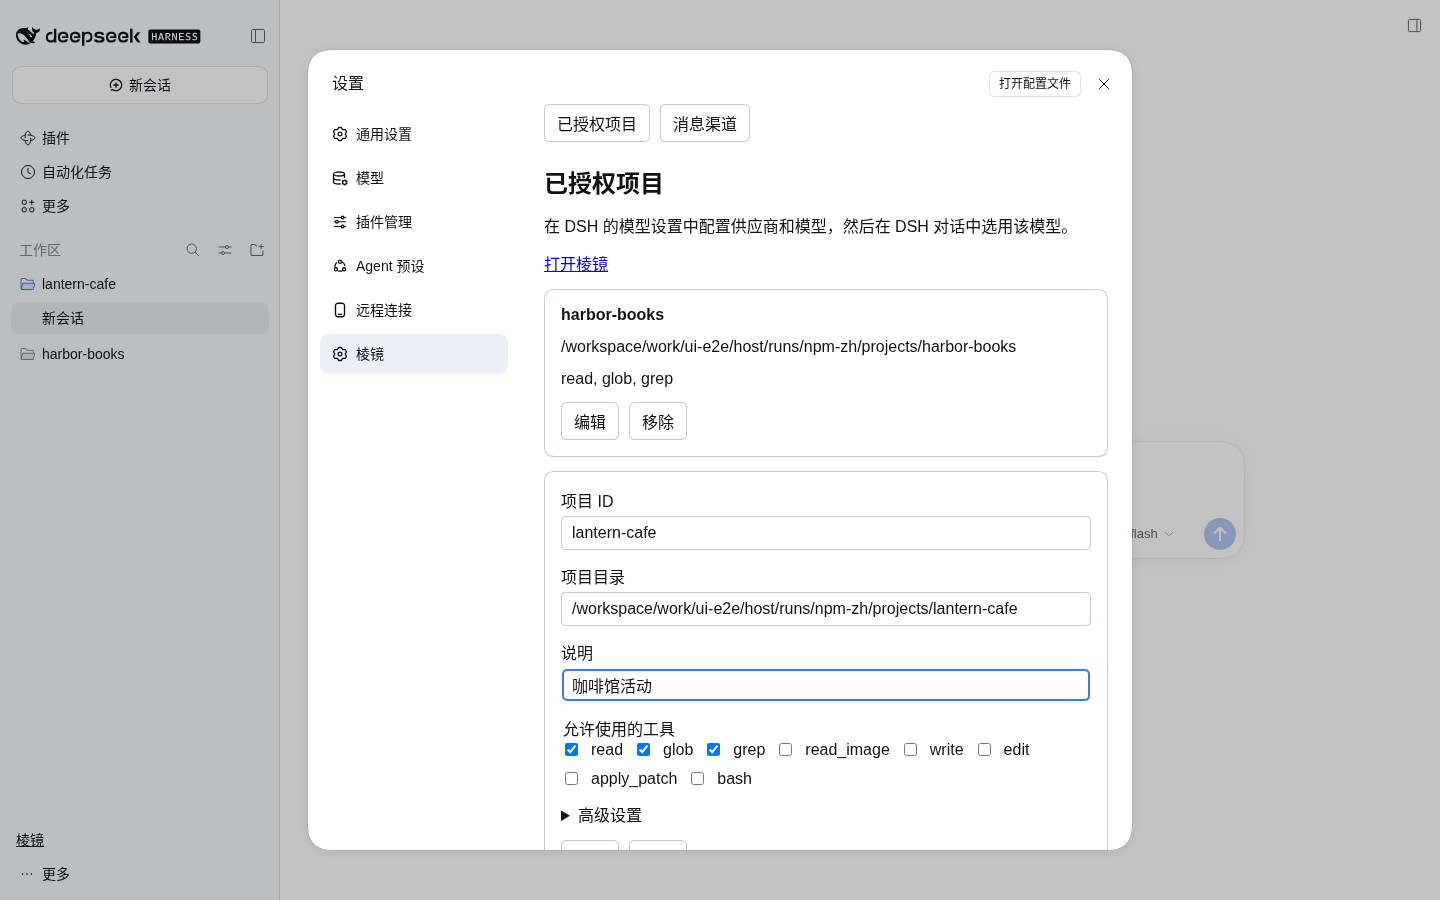 deepseek HARNESS
新会话
插件
自动化任务
更多
工作区
lantern-cafe
新会话
harbor-books
棱镜
更多
设置
打开配置文件
通用设置
模型
插件管理
Agent 预设
远程连接
棱镜
已授权项目 消息渠道
已授权项目
在 DSH 的模型设置中配置供应商和模型，然后在 DSH 对话中选用该模型。
打开棱镜
harbor-books
/workspace/work/ui-e2e/host/runs/npm-zh/projects/harbor-books
read, glob, grep
编辑 移除
项目 ID
lantern-cafe
项目目录
/workspace/work/ui-e2e/host/runs/npm-zh/projects/lantern-cafe
说明
咖啡馆活动
允许使用的工具
read glob grep read_image write edit
apply_patch bash
高级设置
flash